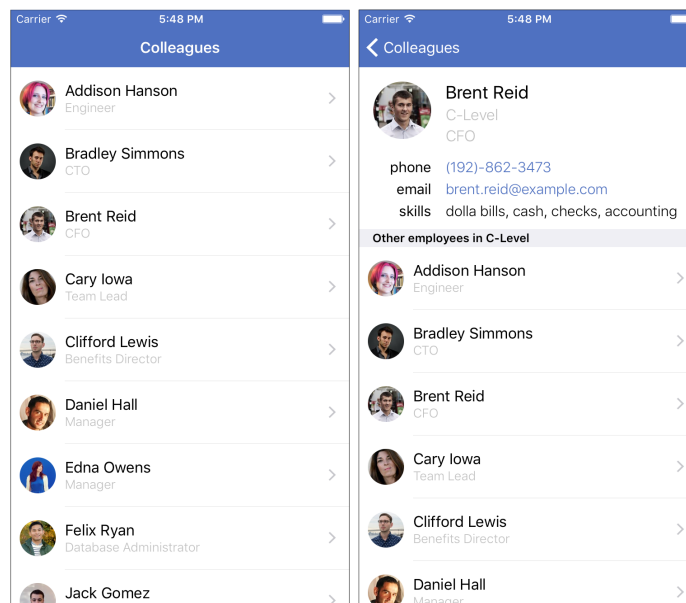 Carrier 5:48 PM
Colleagues
Addison Hanson
Engineer
Bradley Simmons
CTO
Brent Reid
CFO
Cary Iowa
Team Lead
Clifford Lewis
Benefits Director
Daniel Hall
Manager
Edna Owens
Manager
Felix Ryan
Database Administrator
Jack Gomez
Carrier 5:48 PM
Colleagues
Brent Reid
C-Level
CFO
phone (192)-862-3473
email brent.reid@example.com
skills dolla bills, cash, checks, accounting
Other employees in C-Level
Addison Hanson
Engineer
Bradley Simmons
CTO
Brent Reid
CFO
Cary Iowa
Team Lead
Clifford Lewis
Benefits Director
Daniel Hall
Manager